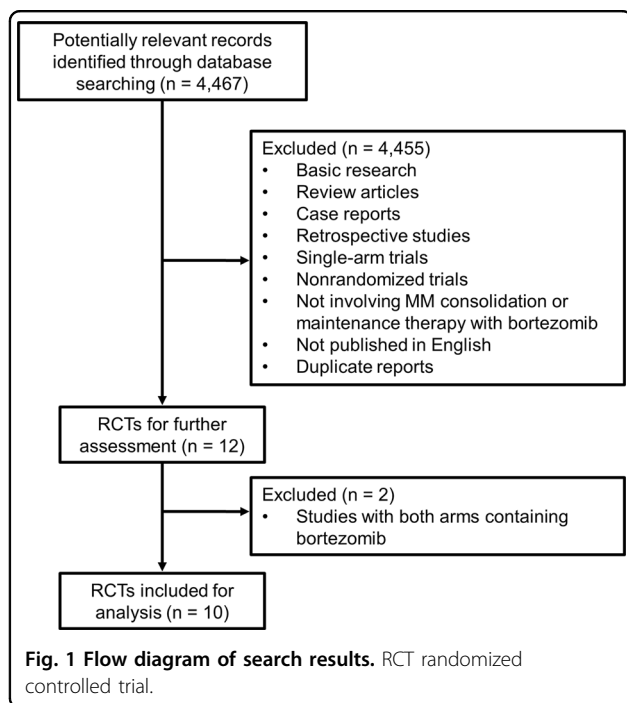 Potentially relevant records
identified through database
searching (n = 4,467)
Excluded (n = 4,455)
• Basic research
• Review articles
• Case reports
• Retrospective studies
• Single-arm trials
• Nonrandomized trials
• Not involving MM consolidation or
maintenance therapy with bortezomib
• Not published in English
• Duplicate reports
RCTs for further
assessment (n = 12)
Excluded (n = 2)
• Studies with both arms containing
bortezomib
RCTs included for
analysis (n = 10)
Fig. 1 Flow diagram of search results. RCT randomized
controlled trial.